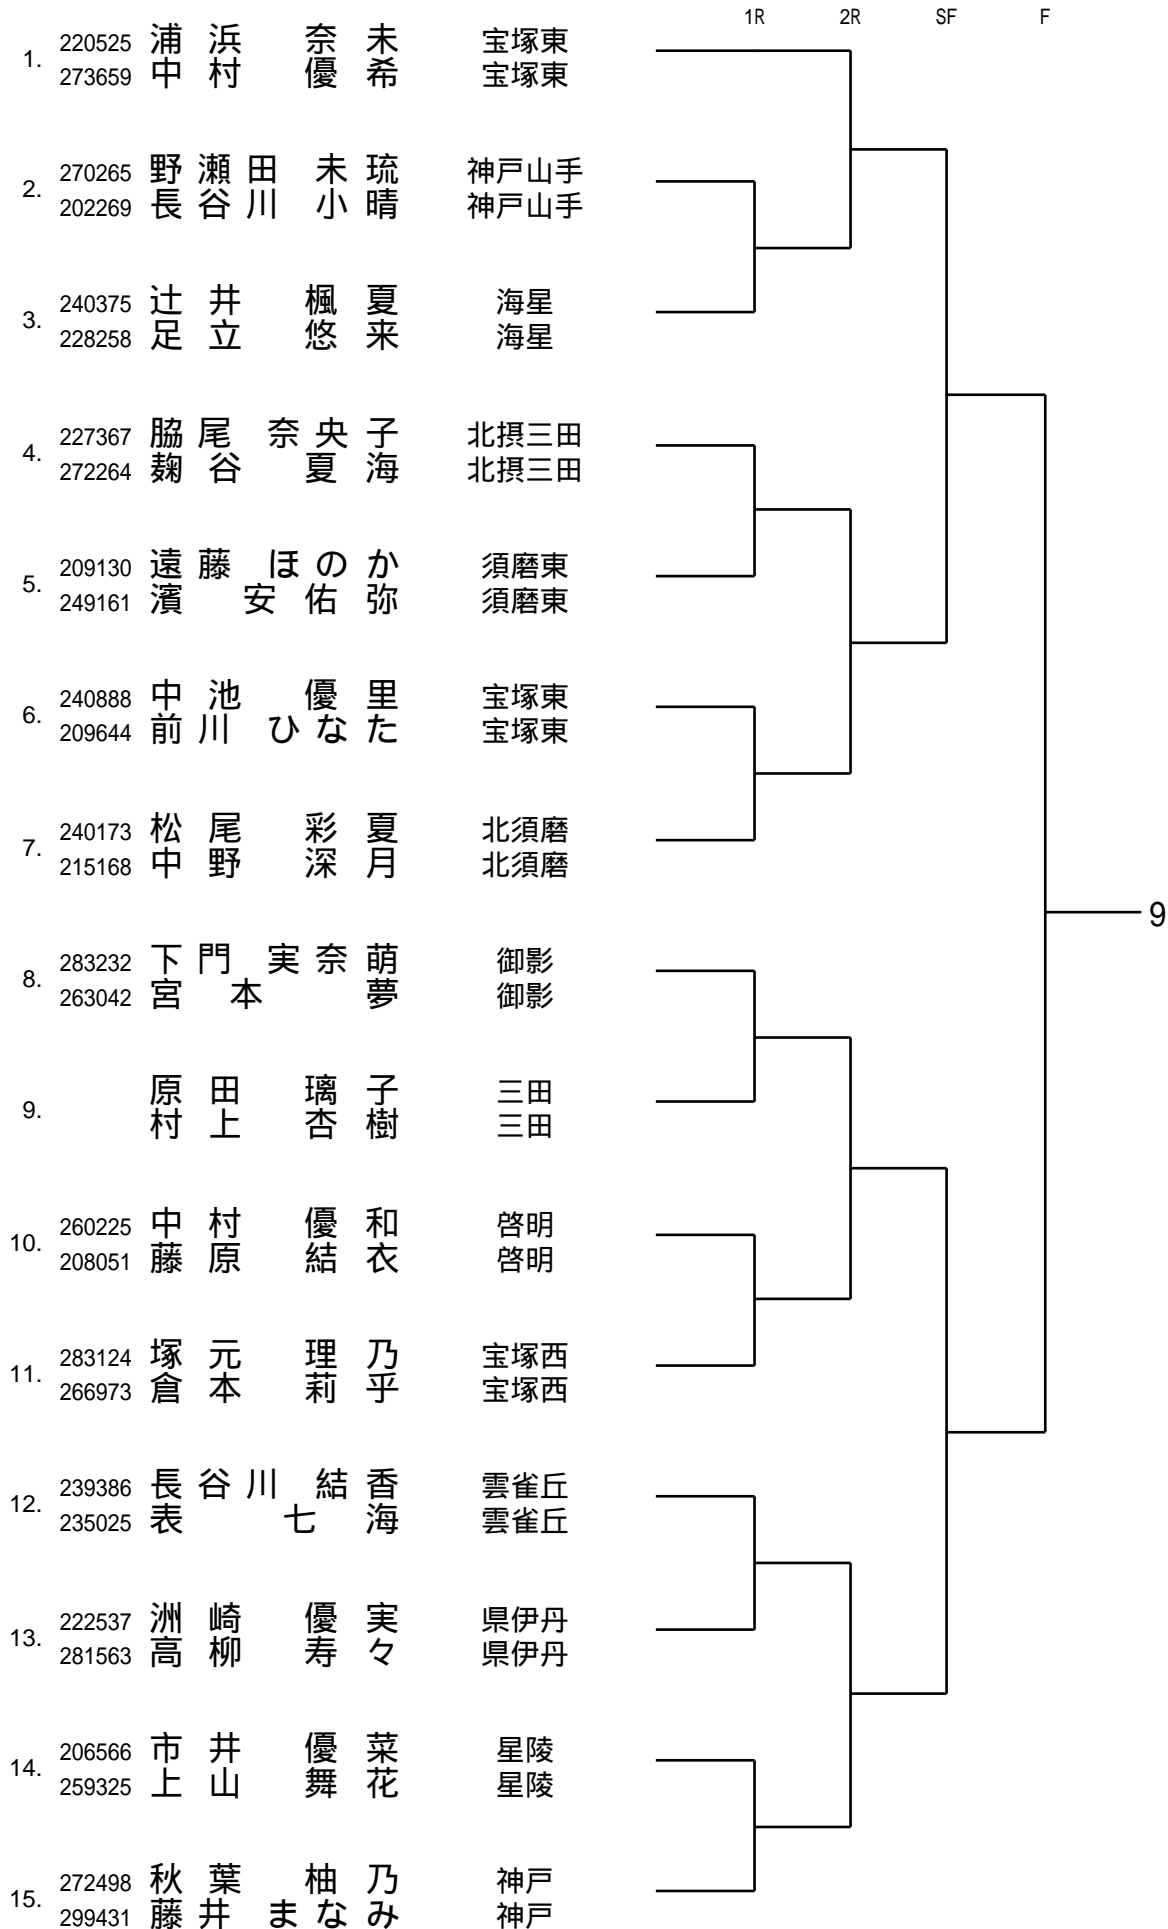 1R 2R SF F
1. 220525 浦浜 奈未 宝塚東
273659 中村 優希 宝塚東
2. 270265 野瀬田 未琉 神戸山手
202269 長谷川 小晴 神戸山手
3. 240375 辻井 楓夏 海星
228258 足立 悠来 海星
4. 227367 脇尾 奈央子 北摂三田
272264 麹谷 夏海 北摂三田
5. 209130 遠藤 ほのか 須磨東
249161 濱 安佑弥 須磨東
6. 240888 中池 優里 宝塚東
209644 前川 ひなた 宝塚東
7. 240173 松尾 彩夏 北須磨
215168 中野 深月 北須磨
9
8. 283232 下門 実奈萌 御影
263042 宮本 夢 御影
9. 原田 璃子 三田
村上 杏樹 三田
10. 260225 中村 優和 啓明
208051 藤原 結衣 啓明
11. 283124 塚元 理乃 宝塚西
266973 倉本 莉乎 宝塚西
12. 239386 長谷川 結香 雲雀丘
235025 表 七海 雲雀丘
13. 222537 洲崎 優実 県伊丹
281563 高柳 寿々 県伊丹
14. 206566 市井 優菜 星陵
259325 上山 舞花 星陵
15. 272498 秋葉 柚乃 神戸
299431 藤井 まなみ 神戸